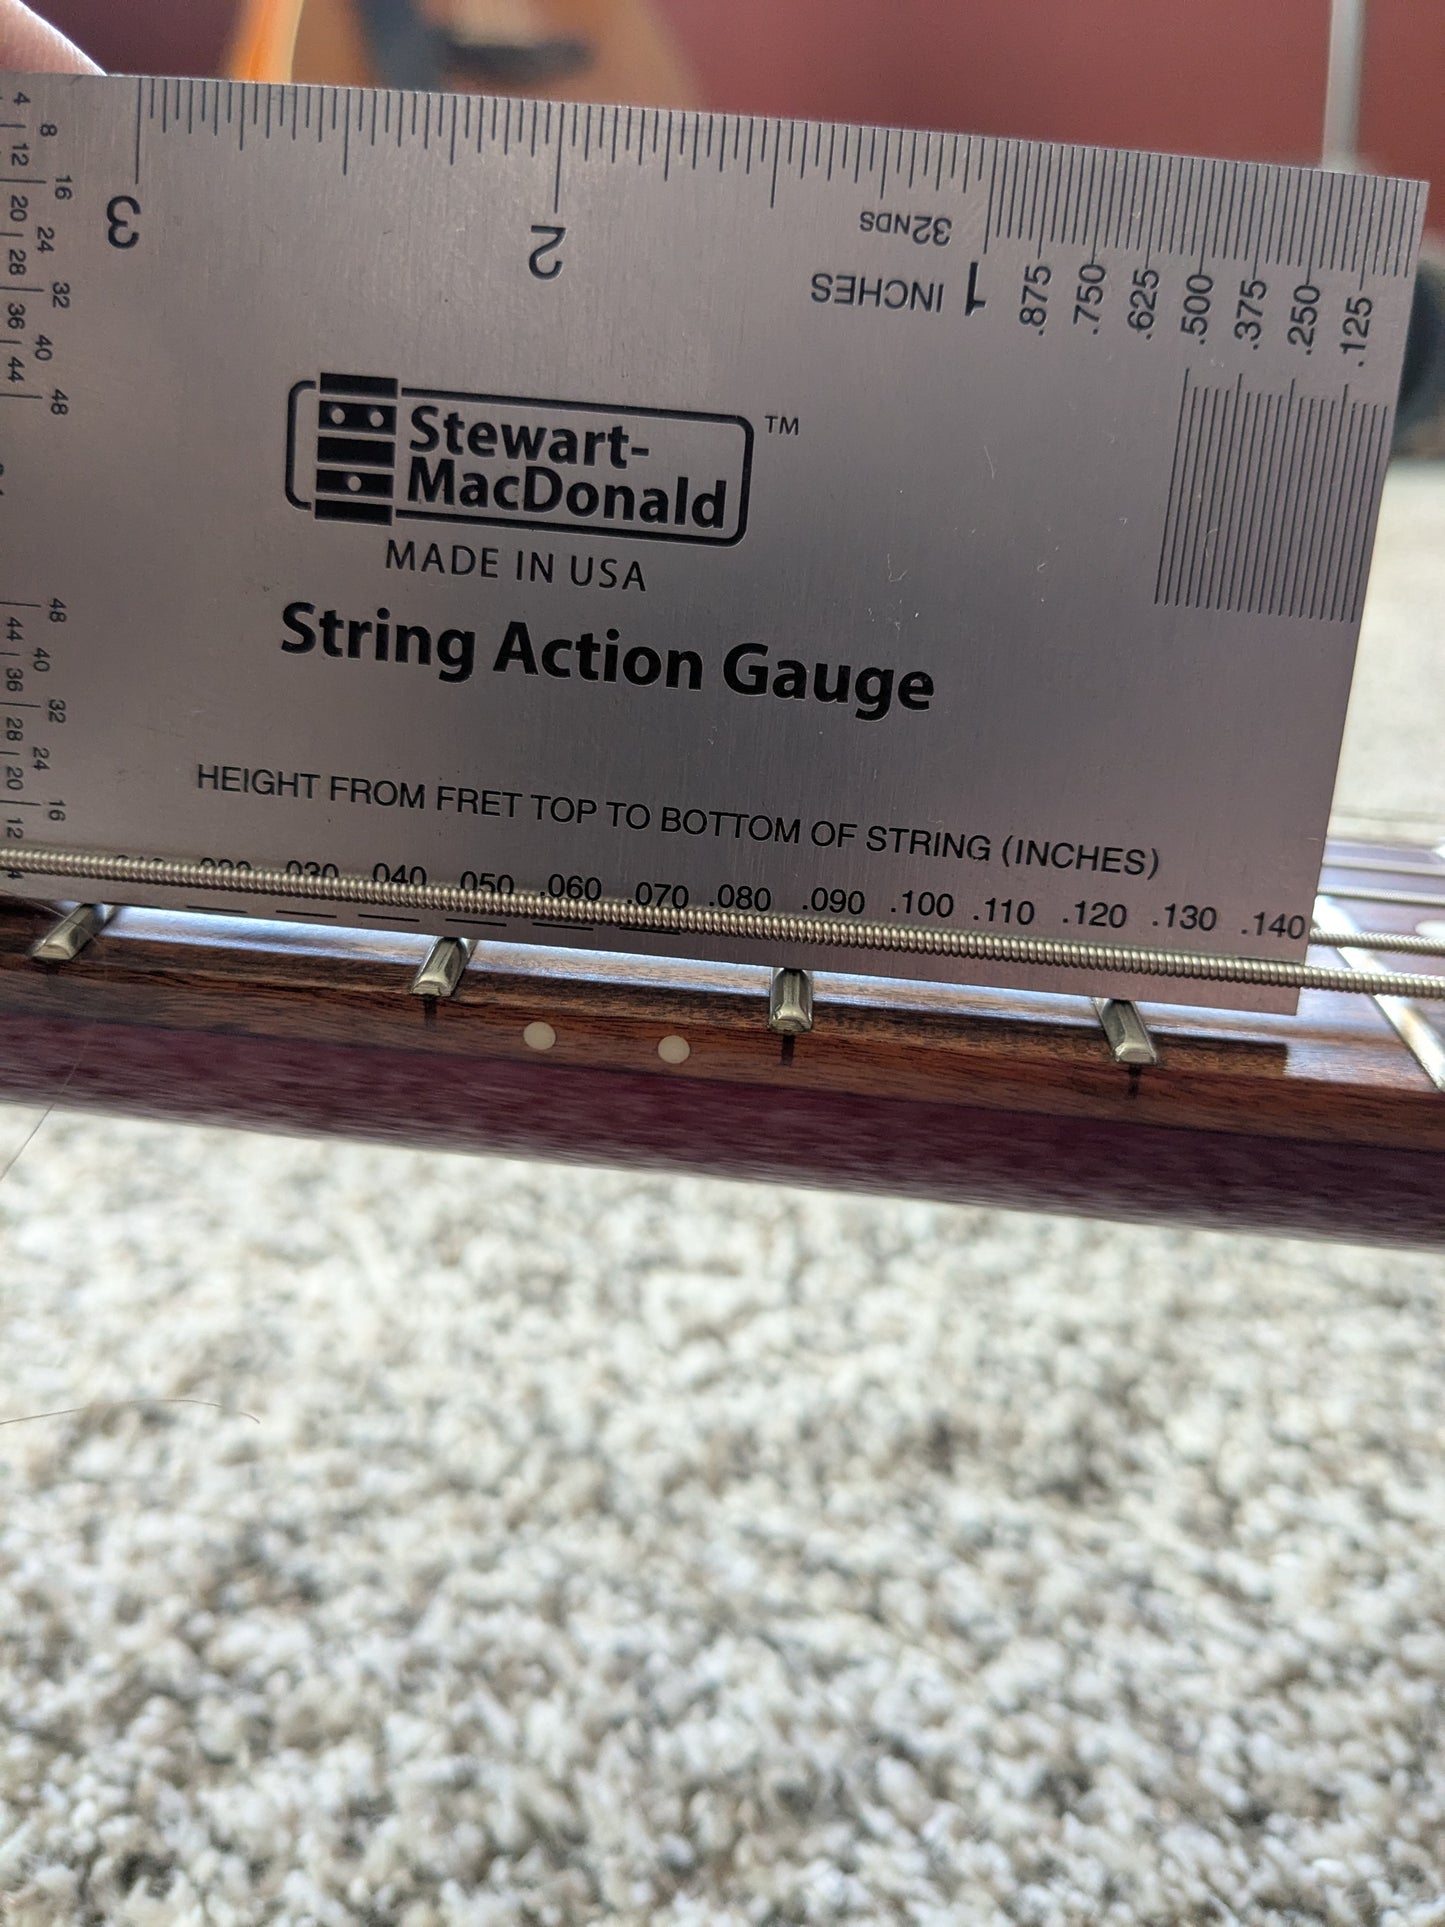 3
2
32NDS
INCHES 1
.875 .750 .625 .500 .375 .250 .125
4 12 20 28 36 44
8 16 24 32 40 48
Stewart-
MacDonald
TM
MADE IN USA
String Action Gauge
48 40 32 24 16
44 36 28 20 12
HEIGHT FROM FRET TOP TO BOTTOM OF STRING (INCHES)
.020 .030 .040 .050 .060 .070 .080 .090 .100 .110 .120 .130 .140